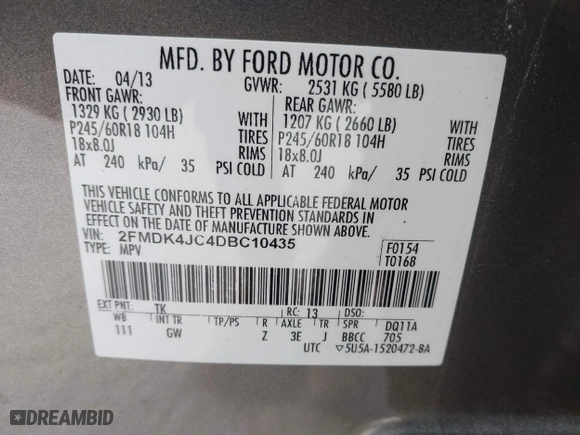 MFD. BY FORD MOTOR CO.
DATE: 04/13 GVWR: 2531 KG ( 5580 LB)
FRONT GAWR: REAR GAWR:
1329 KG ( 2930 LB) 1207 KG ( 2660 LB)
P245/60R18 104H TIRES P245/60R18 104H TIRES
18x8.0J RIMS 18x8.0J RIMS
AT 240 kPa/ 35 PSI COLD AT 240 kPa/ 35 PSI COLD
THIS VEHICLE CONFORMS TO ALL APPLICABLE FEDERAL MOTOR
VEHICLE SAFETY AND THEFT PREVENTION STANDARDS IN
EFFECT ON THE DATE OF MANUFACTURE SHOWN ABOVE.
VIN: 2FMDK4JC4DBC10435 F0154
TYPE: MPV T0168
EXT PNT: TK RC: 13 DSO:
WB INT TR TP/PS R AXLE TR SPR DQ11A
111 GW Z 3E J BBCC 705
UTC ▽5U5A-1520472-BA
DREAMBID